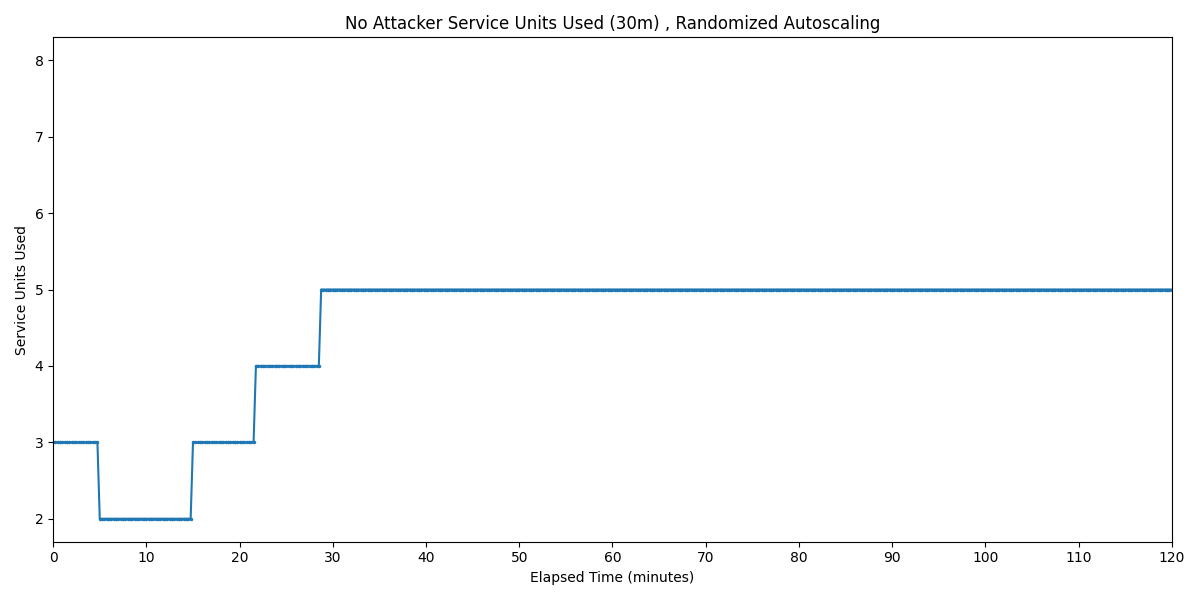 No Attacker Service Units Used (30m) , Randomized Autoscaling
Service Units Used
8
7
6
5
4
3
2
0 10 20 30 40 50 60 70 80 90 100 110 120
Elapsed Time (minutes)